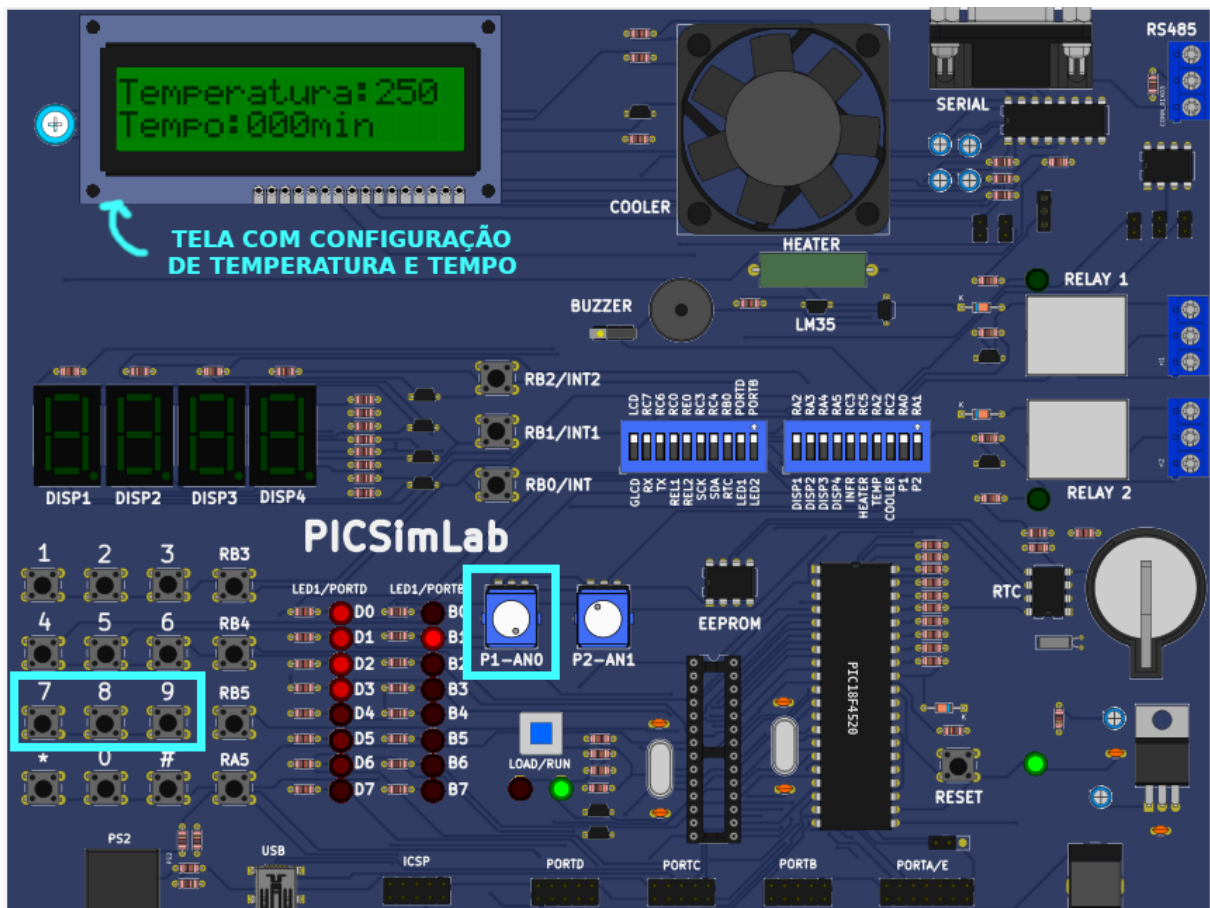 Temperatura:250
Tempo:000min
TELA COM CONFIGURAÇÃO
DE TEMPERATURA E TEMPO
COOLER
SERIAL
RS485
HEATER
BUZZER
LM35
RELAY 1
RELAY 2
RB2/INT2
RB1/INT1
RB0/INT
LCD RC7 RC6 RC0 RE0 RC3 RC4 RB0 PORTD PORTB
GLCD RX TX REL1 REL2 SCK SDA RTC LED1 LED2
RA2 RA3 RA4 RA5 RC3 RC5 RA2 RC2 RA0 RA1
DISP1 DISP2 DISP3 DISP4 INFR HEATER TEMP COOLER P1 P2
DISP1 DISP2 DISP3 DISP4
PICSimLab
1 2 3 RB3
4 5 6 RB4
7 8 9 RB5
* 0 # RA5
LED1/PORTD LED1/PORTB
D0 B0
D1 B1
D2 B2
D3 B3
D4 B4
D5 B5
D6 B6
D7 B7
P1-AN0 P2-AN1
EEPROM
RTC
LOAD/RUN
PIC18F4520
RESET
PS2
USB
ICSP
PORTD
PORTC
PORTB
PORTA/E